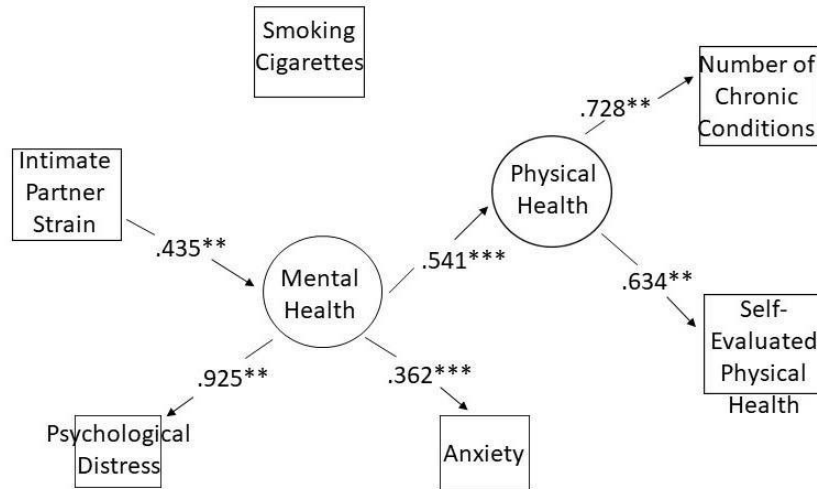 Smoking
Cigarettes
Number of
Chronic
Conditions
.728**
Intimate
Partner
Strain
Physical
Health
.435**
.541***
Mental
Health
.634**
Self-
Evaluated
Physical
Health
.925**
.362***
Psychological
Distress
Anxiety